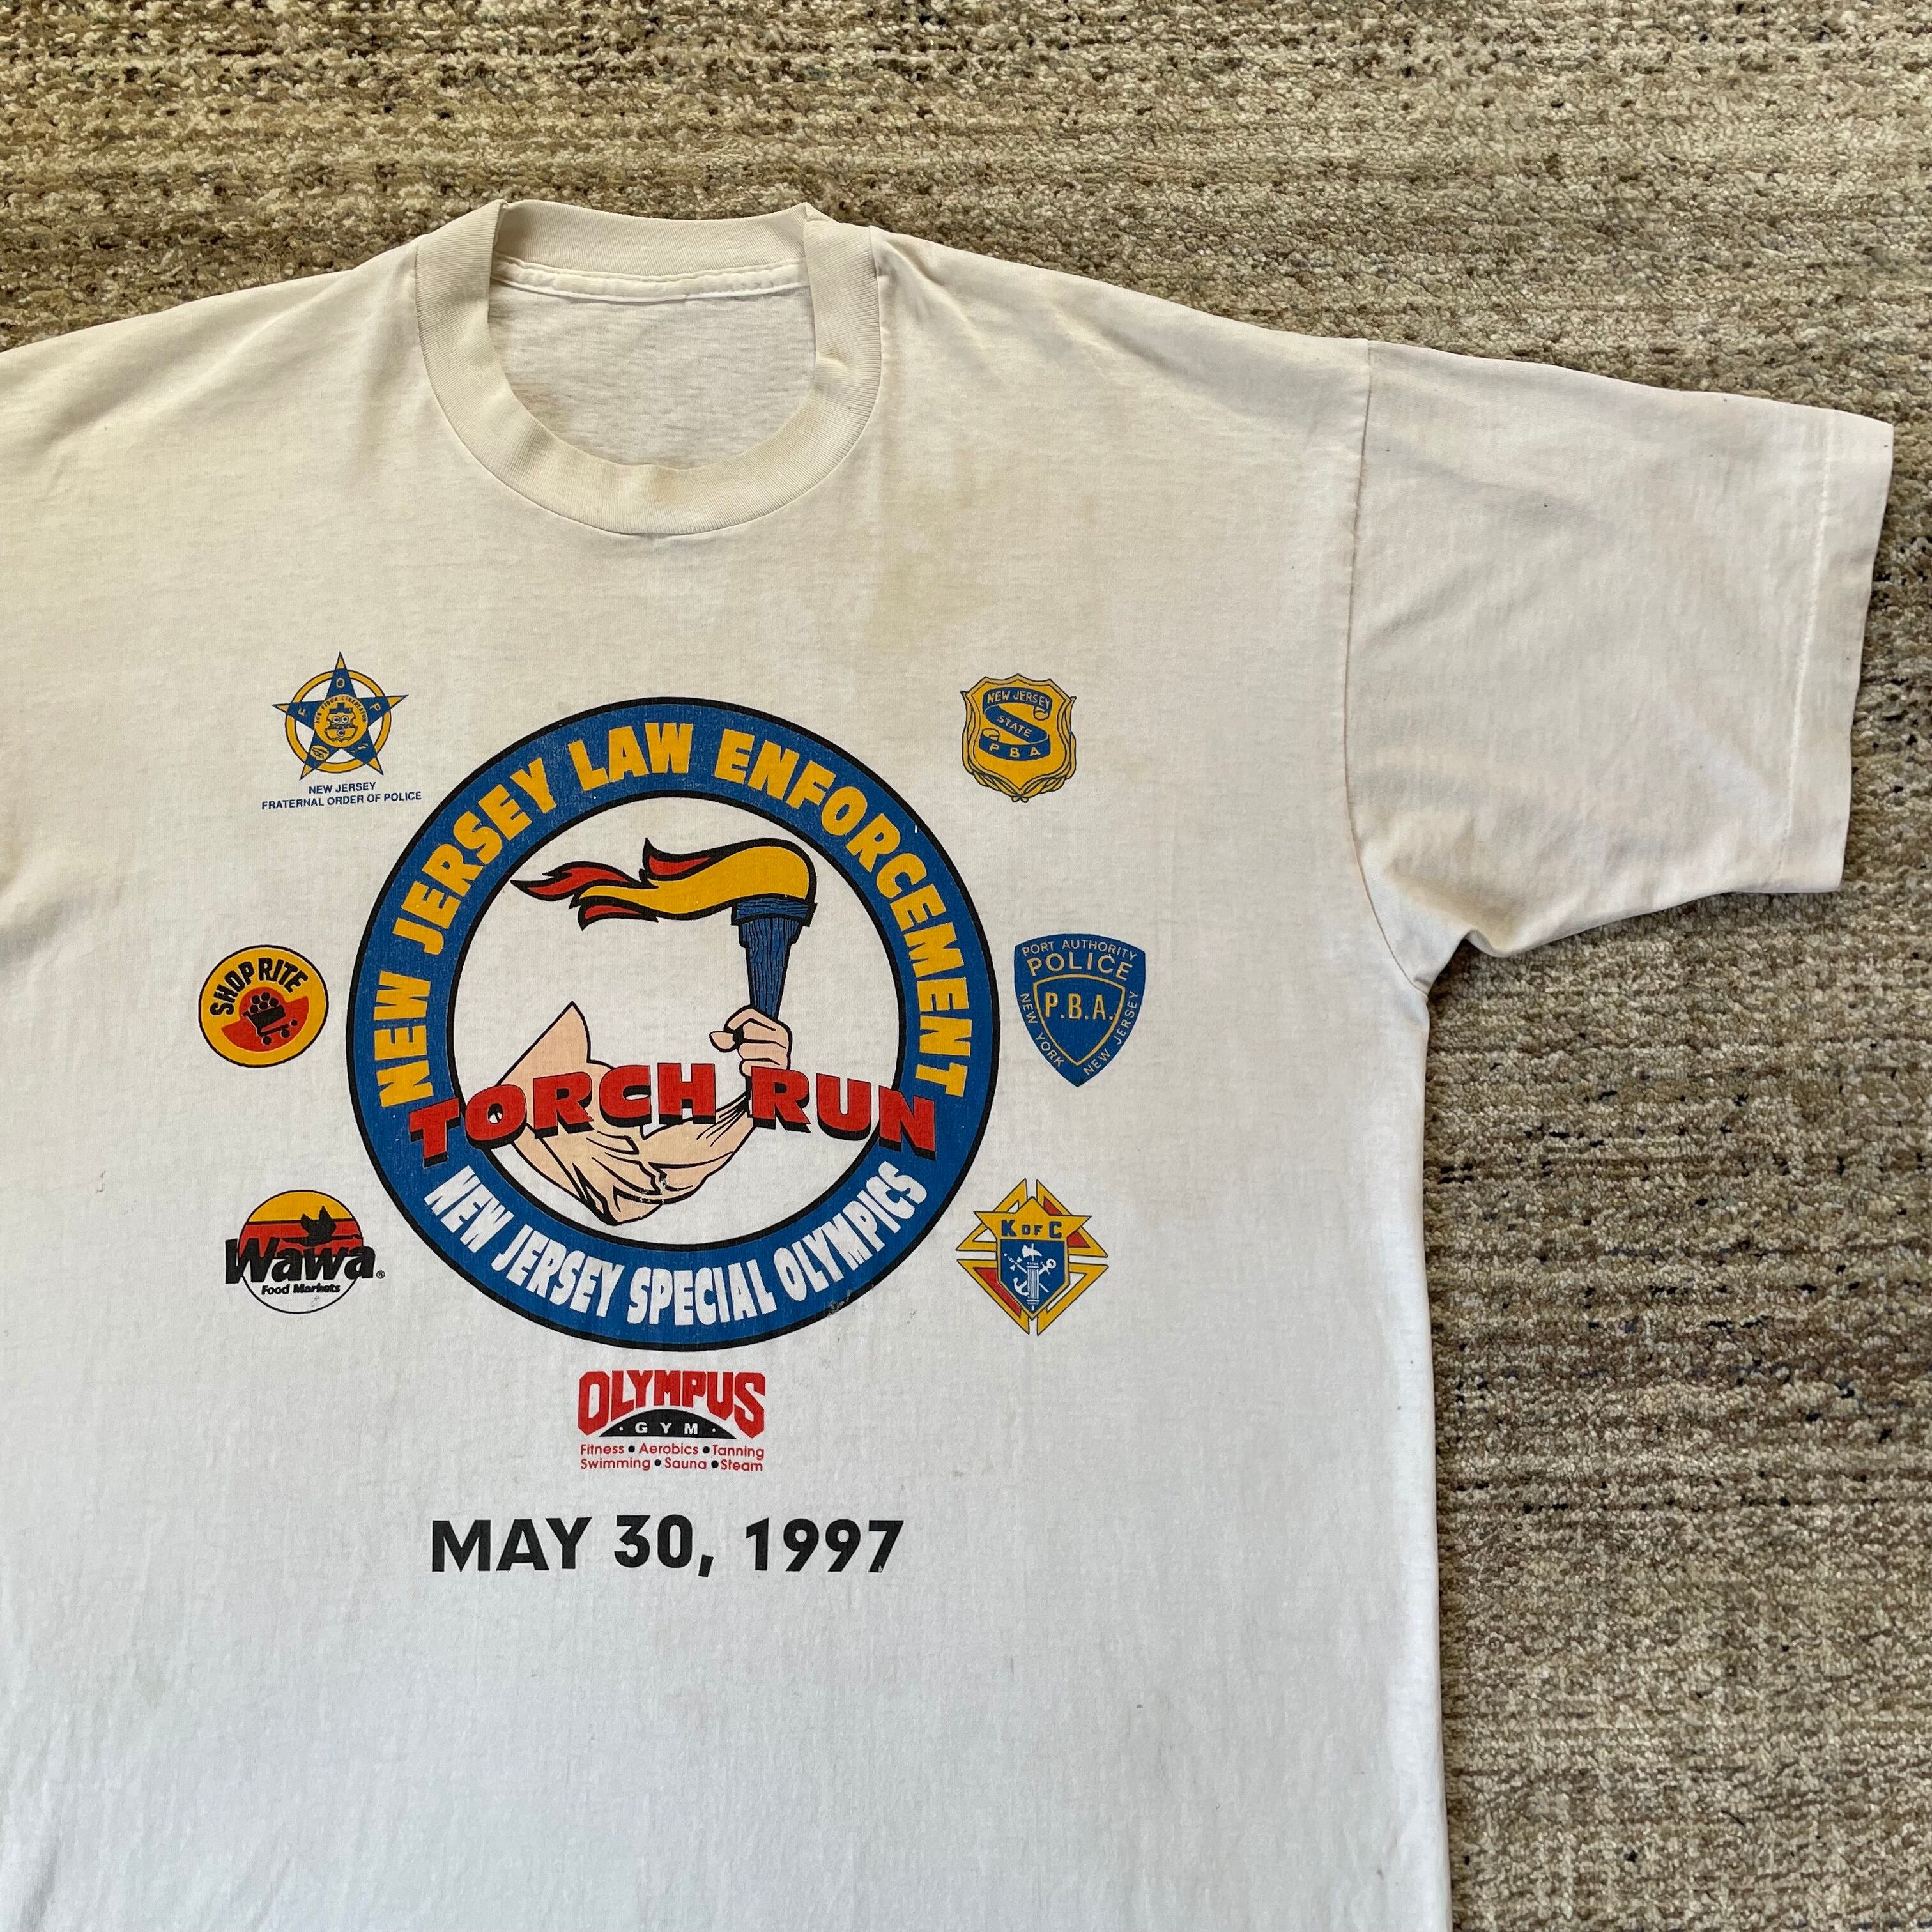 F O P
NEW JERSEY
FRATERNAL ORDER OF POLICE
NEW JERSEY
STATE
PBA
NEW JERSEY LAW ENFORCEMENT
TORCH RUN
NEW JERSEY SPECIAL OLYMPICS
SHOPRITE
PORT AUTHORITY
POLICE
P.B.A.
NEW YORK
NEW JERSEY
Wawa®
Food Markets
K OF C
OLYMPUS
• GYM •
Fitness • Aerobics • Tanning
Swimming • Sauna • Steam
MAY 30, 1997